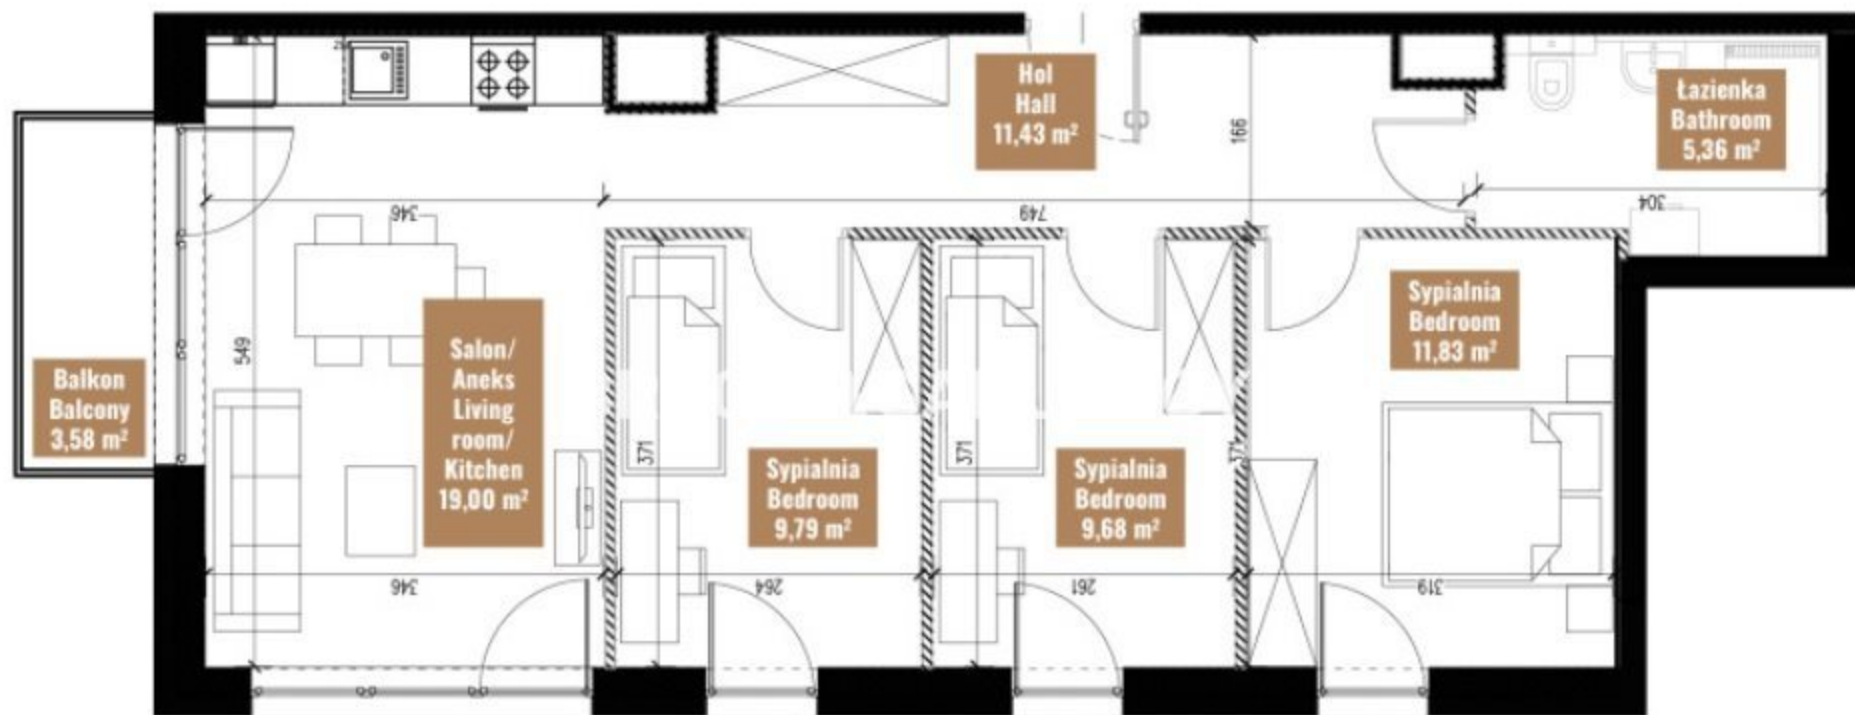 Hol
Hall
11,43 m²
Łazienka
Bathroom
5,36 m²
166
346
749
304
Sypialnia
Bedroom
11,83 m²
549
Salon/
Aneks
Living
room/
Kitchen
19,00 m²
Balkon
Balcony
3,58 m²
371
371
371
Sypialnia
Bedroom
9,79 m²
Sypialnia
Bedroom
9,68 m²
346
264
261
319